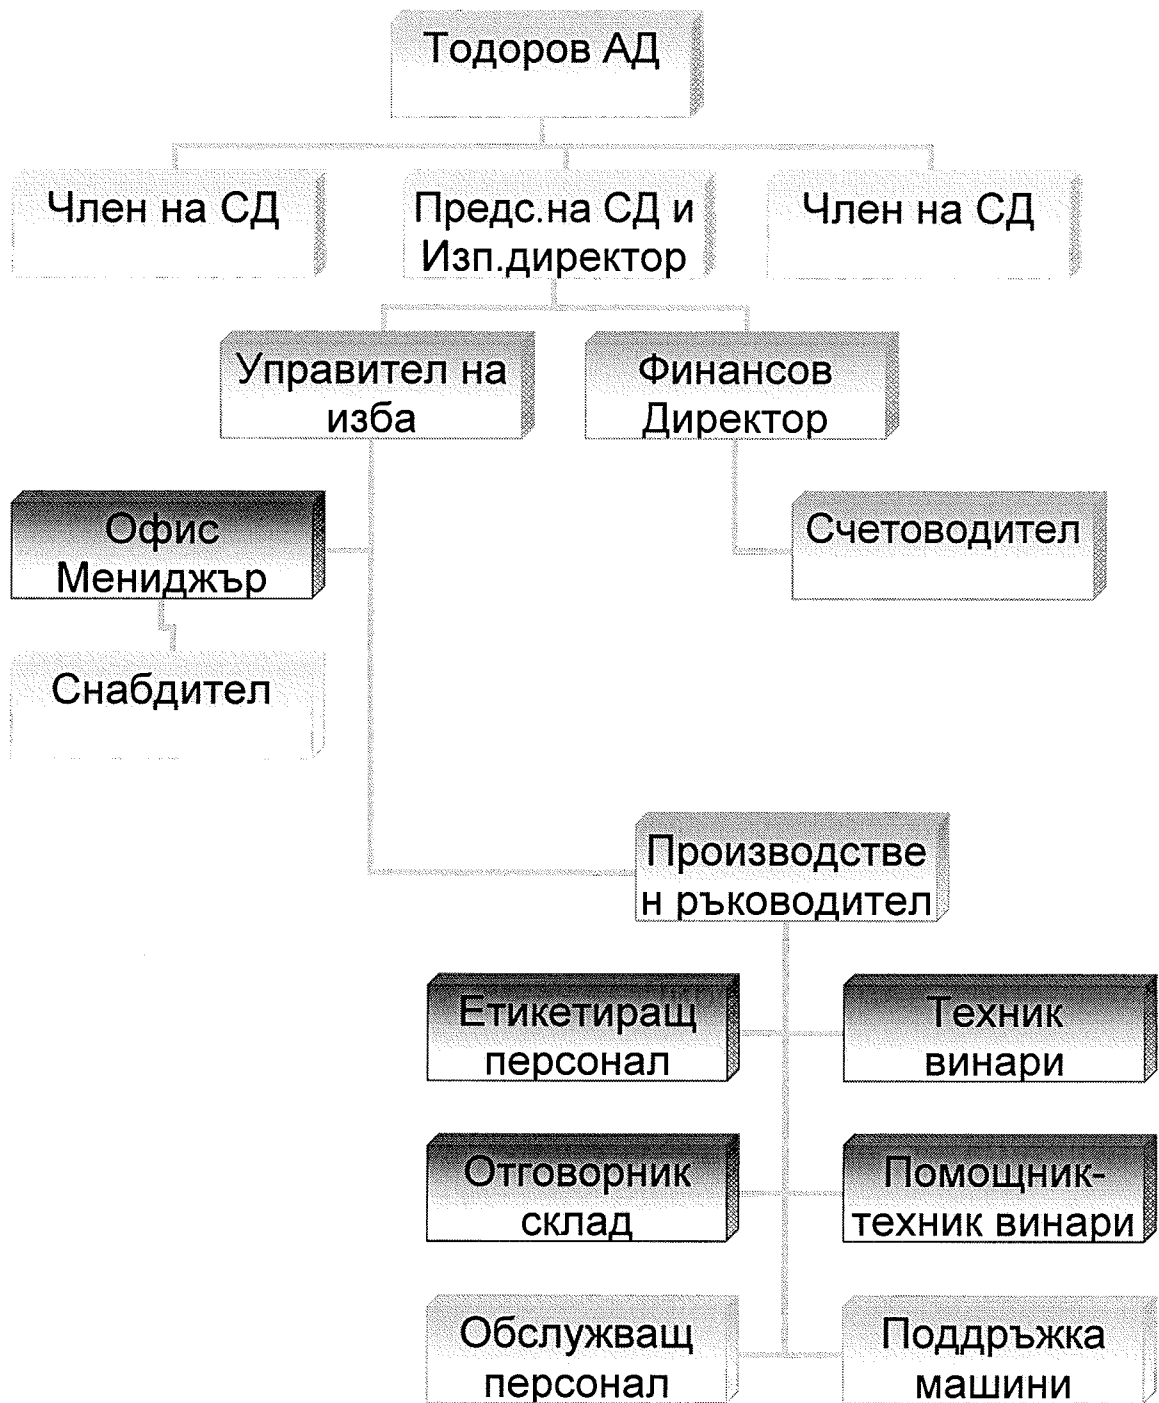 Тодоров АД
Член на СД
Предс.на СД и
Изп.директор
Член на СД
Управител на
изба
Финансов
Директор
Офис
Мениджър
Счетоводител
Снабдител
Производстве
н ръководител
Етикетиращ
персонал
Техник
винари
Отговорник
склад
Помощник-
техник винари
Обслужващ
персонал
Поддръжка
машини